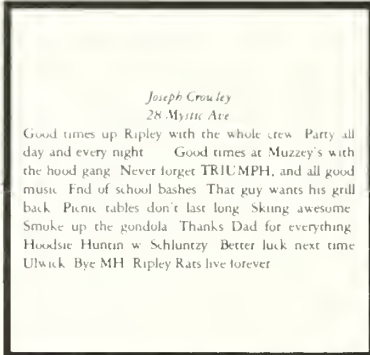 Joseph Crowley
28 Mystic Ave
Good times up Ripley with the whole crew Party all
day and every night Good times at Muzzey's with
the hood gang Never forget TRIUMPH, and all good
music End of school bashes That guy wants his grill
back Picnic tables don't last long Skiing awesome
Smoke up the gondola Thanks Dad for everything
Hoodsie Huntin w Schluntzy Better luck next time
Ulwick Bye MH Ripley Rats live forever